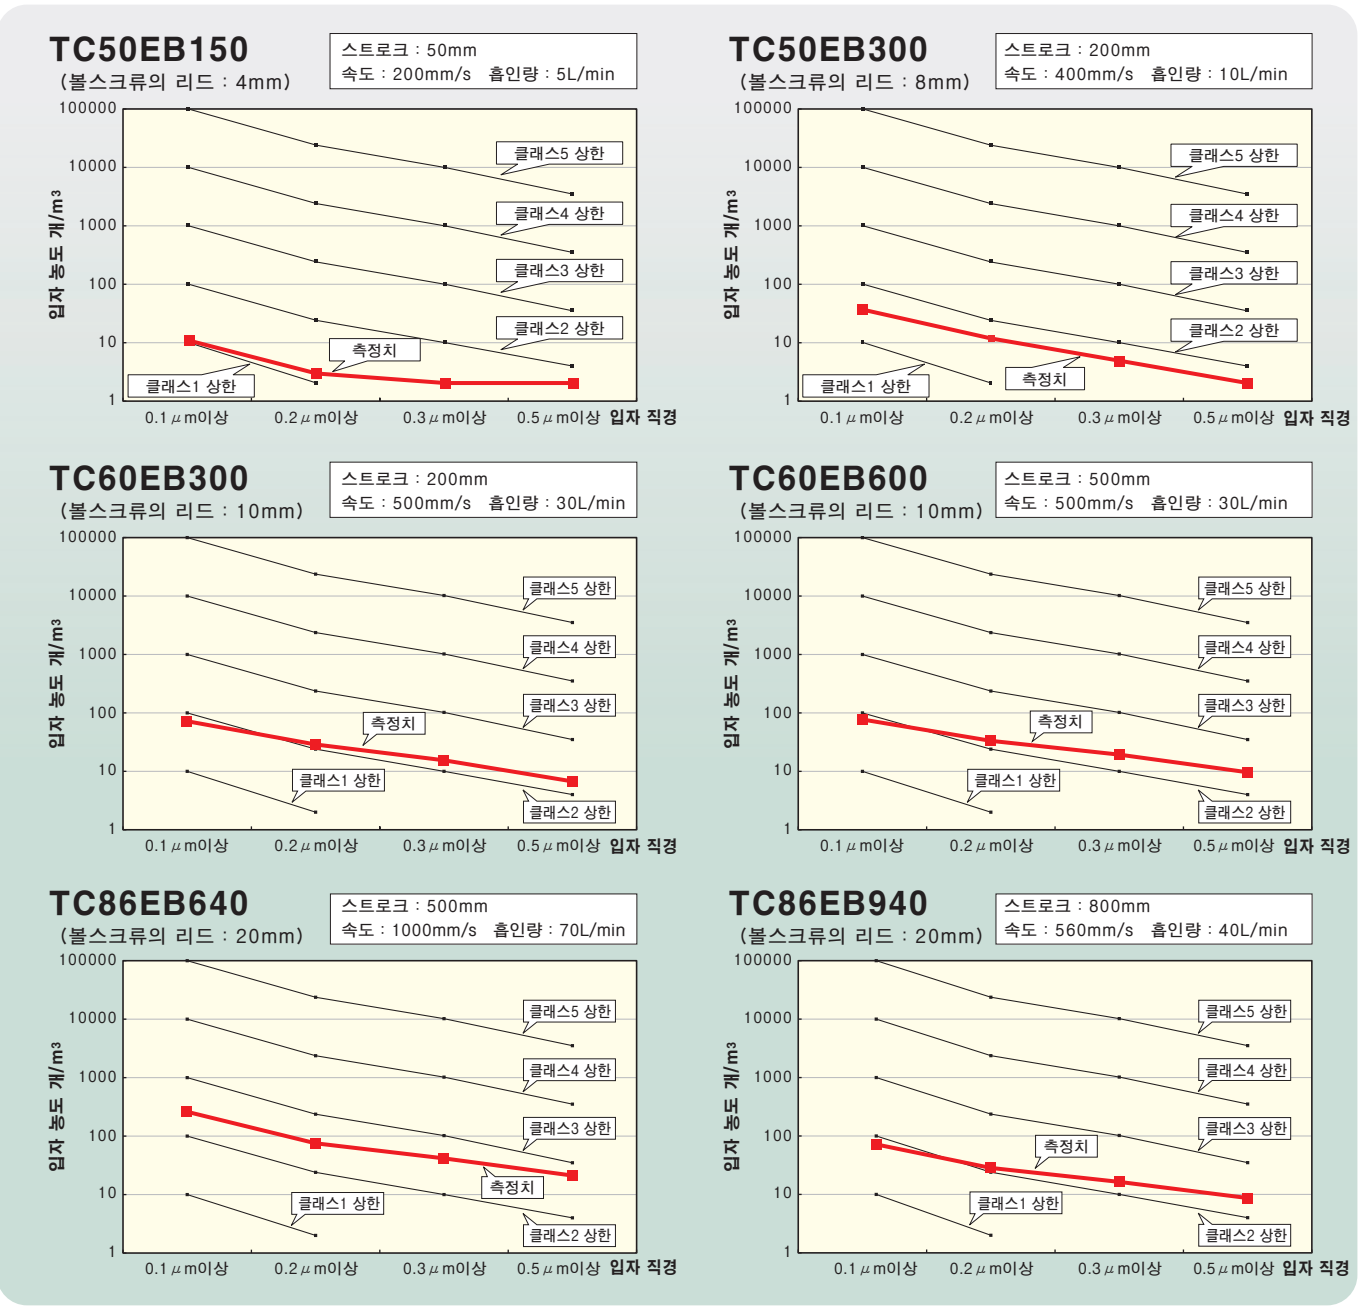 TC50EB150
(볼스크류의 리드 : 4mm)
스트로크 : 50mm
속도 : 200mm/s 흡인량 : 5L/min
입자 농도 개/m³
100000
10000
1000
100
10
1
클래스5 상한
클래스4 상한
클래스3 상한
클래스2 상한
측정치
클래스1 상한
0.1μm이상 0.2μm이상 0.3μm이상 0.5μm이상 입자 직경
TC50EB300
(볼스크류의 리드 : 8mm)
스트로크 : 200mm
속도 : 400mm/s 흡인량 : 10L/min
입자 농도 개/m³
100000
10000
1000
100
10
1
클래스5 상한
클래스4 상한
클래스3 상한
클래스2 상한
측정치
클래스1 상한
0.1μm이상 0.2μm이상 0.3μm이상 0.5μm이상 입자 직경
TC60EB300
(볼스크류의 리드 : 10mm)
스트로크 : 200mm
속도 : 500mm/s 흡인량 : 30L/min
입자 농도 개/m³
100000
10000
1000
100
10
1
클래스5 상한
클래스4 상한
클래스3 상한
측정치
클래스1 상한
클래스2 상한
0.1μm이상 0.2μm이상 0.3μm이상 0.5μm이상 입자 직경
TC60EB600
(볼스크류의 리드 : 10mm)
스트로크 : 500mm
속도 : 500mm/s 흡인량 : 30L/min
입자 농도 개/m³
100000
10000
1000
100
10
1
클래스5 상한
클래스4 상한
클래스3 상한
측정치
클래스1 상한
클래스2 상한
0.1μm이상 0.2μm이상 0.3μm이상 0.5μm이상 입자 직경
TC86EB640
(볼스크류의 리드 : 20mm)
스트로크 : 500mm
속도 : 1000mm/s 흡인량 : 70L/min
입자 농도 개/m³
100000
10000
1000
100
10
1
클래스5 상한
클래스4 상한
클래스3 상한
측정치
클래스1 상한
클래스2 상한
0.1μm이상 0.2μm이상 0.3μm이상 0.5μm이상 입자 직경
TC86EB940
(볼스크류의 리드 : 20mm)
스트로크 : 800mm
속도 : 560mm/s 흡인량 : 40L/min
입자 농도 개/m³
100000
10000
1000
100
10
1
클래스5 상한
클래스4 상한
클래스3 상한
측정치
클래스1 상한
클래스2 상한
0.1μm이상 0.2μm이상 0.3μm이상 0.5μm이상 입자 직경